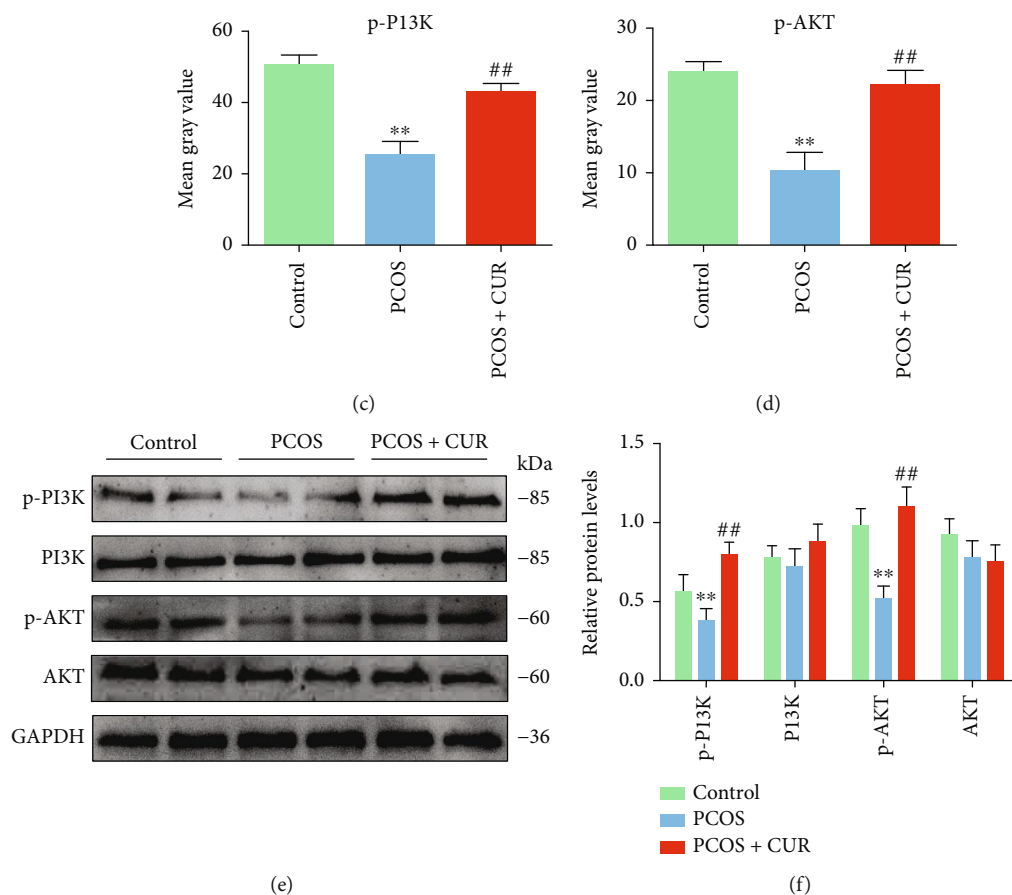 p-P13K
Mean gray value
60
40
20
0
**
##
Control
PCOS
PCOS + CUR
(c)
p-AKT
Mean gray value
30
20
10
0
**
##
Control
PCOS
PCOS + CUR
(d)
Control PCOS PCOS + CUR
kDa
p-PI3K –85
PI3K –85
p-AKT –60
AKT –60
GAPDH –36
(e)
Relative protein levels
1.5
1.0
0.5
0.0
**
##
**
##
p-P13K
P13K
p-AKT
AKT
Control
PCOS
PCOS + CUR
(f)